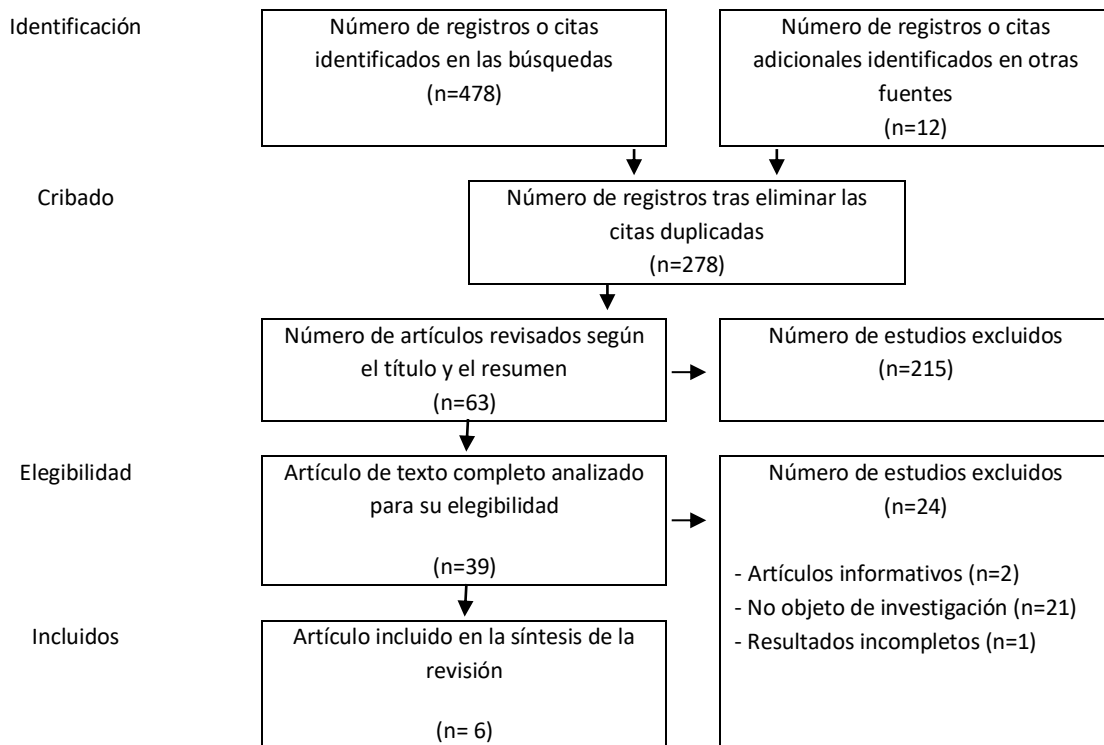 Identificación
Número de registros o citas
identificados en las búsquedas
(n=478)
Número de registros o citas
adicionales identificados en otras
fuentes
(n=12)
Cribado
Número de registros tras eliminar las
citas duplicadas
(n=278)
Número de artículos revisados según
el título y el resumen
(n=63)
Número de estudios excluidos
(n=215)
Elegibilidad
Artículo de texto completo analizado
para su elegibilidad
(n=39)
Número de estudios excluidos
(n=24)
- Artículos informativos (n=2)
- No objeto de investigación (n=21)
- Resultados incompletos (n=1)
Incluidos
Artículo incluido en la síntesis de la
revisión
(n= 6)